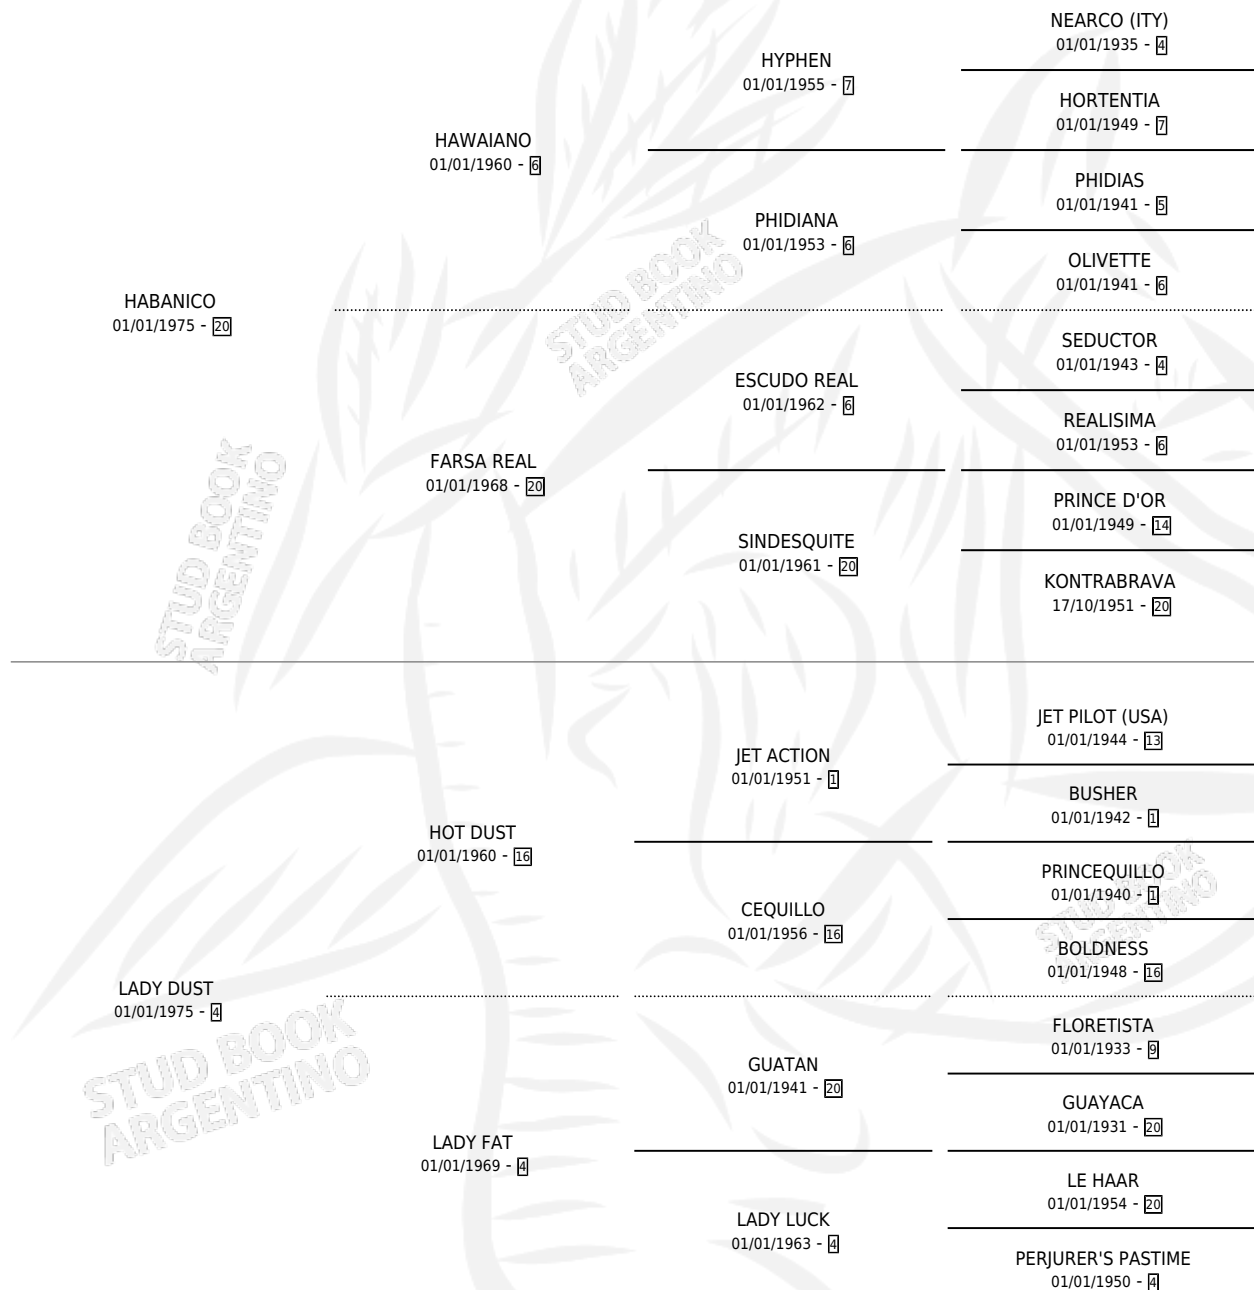 NEARCO (ITY)
01/01/1935 - 4
HYPHEN
01/01/1955 - 7
HORTENTIA
01/01/1949 - 7
HAWAIANO
01/01/1960 - 6
PHIDIAS
01/01/1941 - 5
PHIDIANA
01/01/1953 - 6
OLIVETTE
01/01/1941 - 6
HABANICO
01/01/1975 - 20
SEDUCTOR
01/01/1943 - 4
ESCUDO REAL
01/01/1962 - 6
REALISIMA
01/01/1953 - 6
FARSA REAL
01/01/1968 - 20
PRINCE D'OR
01/01/1949 - 14
SINDESQUITE
01/01/1961 - 20
KONTRABRAVA
17/10/1951 - 20
STUD BOOK
ARGENTINO
STUD BOOK
ARGENTINO
JET PILOT (USA)
01/01/1944 - 13
JET ACTION
01/01/1951 - 1
BUSHER
01/01/1942 - 1
HOT DUST
01/01/1960 - 16
PRINCEQUILLO
01/01/1940 - 1
CEQUILLO
01/01/1956 - 16
BOLDNESS
01/01/1948 - 16
LADY DUST
01/01/1975 - 4
FLORETISTA
01/01/1933 - 9
GUATAN
01/01/1941 - 20
GUAYACA
01/01/1931 - 20
LADY FAT
01/01/1969 - 4
LE HAAR
01/01/1954 - 20
LADY LUCK
01/01/1963 - 4
PERJURER'S PASTIME
01/01/1950 - 4
STUD BOOK
ARGENTINO
STUD BOOK
ARGENTINO